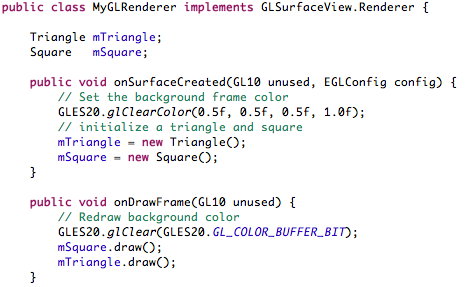 public class MyGLRenderer implements GLSurfaceView.Renderer {
    Triangle mTriangle;
    Square   mSquare;
    public void onSurfaceCreated(GL10 unused, EGLConfig config) {
        // Set the background frame color
        GLES20.glClearColor(0.5f, 0.5f, 0.5f, 1.0f);
        // initialize a triangle and square
        mTriangle = new Triangle();
        mSquare = new Square();
    }
    public void onDrawFrame(GL10 unused) {
        // Redraw background color
        GLES20.glClear(GLES20.GL_COLOR_BUFFER_BIT);
        mSquare.draw();
        mTriangle.draw();
    }